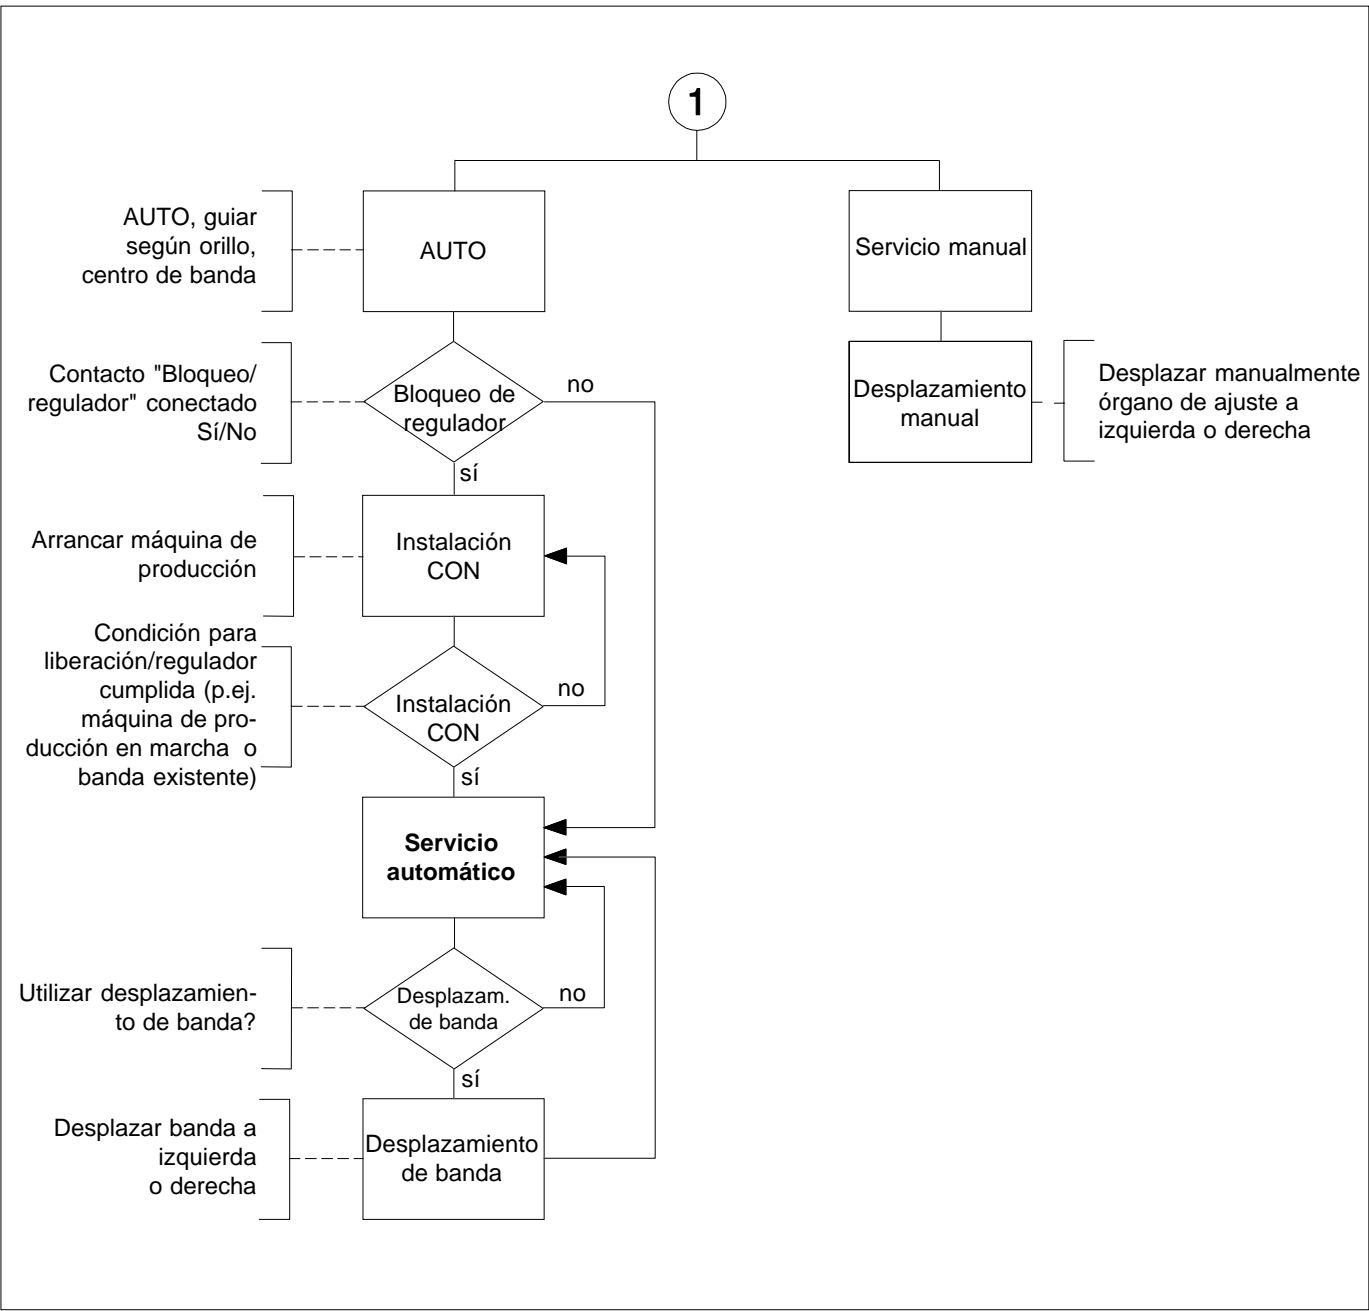 1
AUTO, guiar
según orillo,
centro de banda
AUTO
Servicio manual
Contacto "Bloqueo/
regulador" conectado
Sí/No
Bloqueo de
regulador
no
sí
Desplazamiento
manual
Desplazar manualmente
órgano de ajuste a
izquierda o derecha
Arrancar máquina de
producción
Instalación
CON
Condición para
liberación/regulador
cumplida (p.ej.
máquina de pro-
ducción en marcha o
banda existente)
Instalación
CON
no
sí
Servicio
automático
Utilizar desplazamien-
to de banda?
Desplazam.
de banda
no
sí
Desplazar banda a
izquierda
o derecha
Desplazamiento
de banda